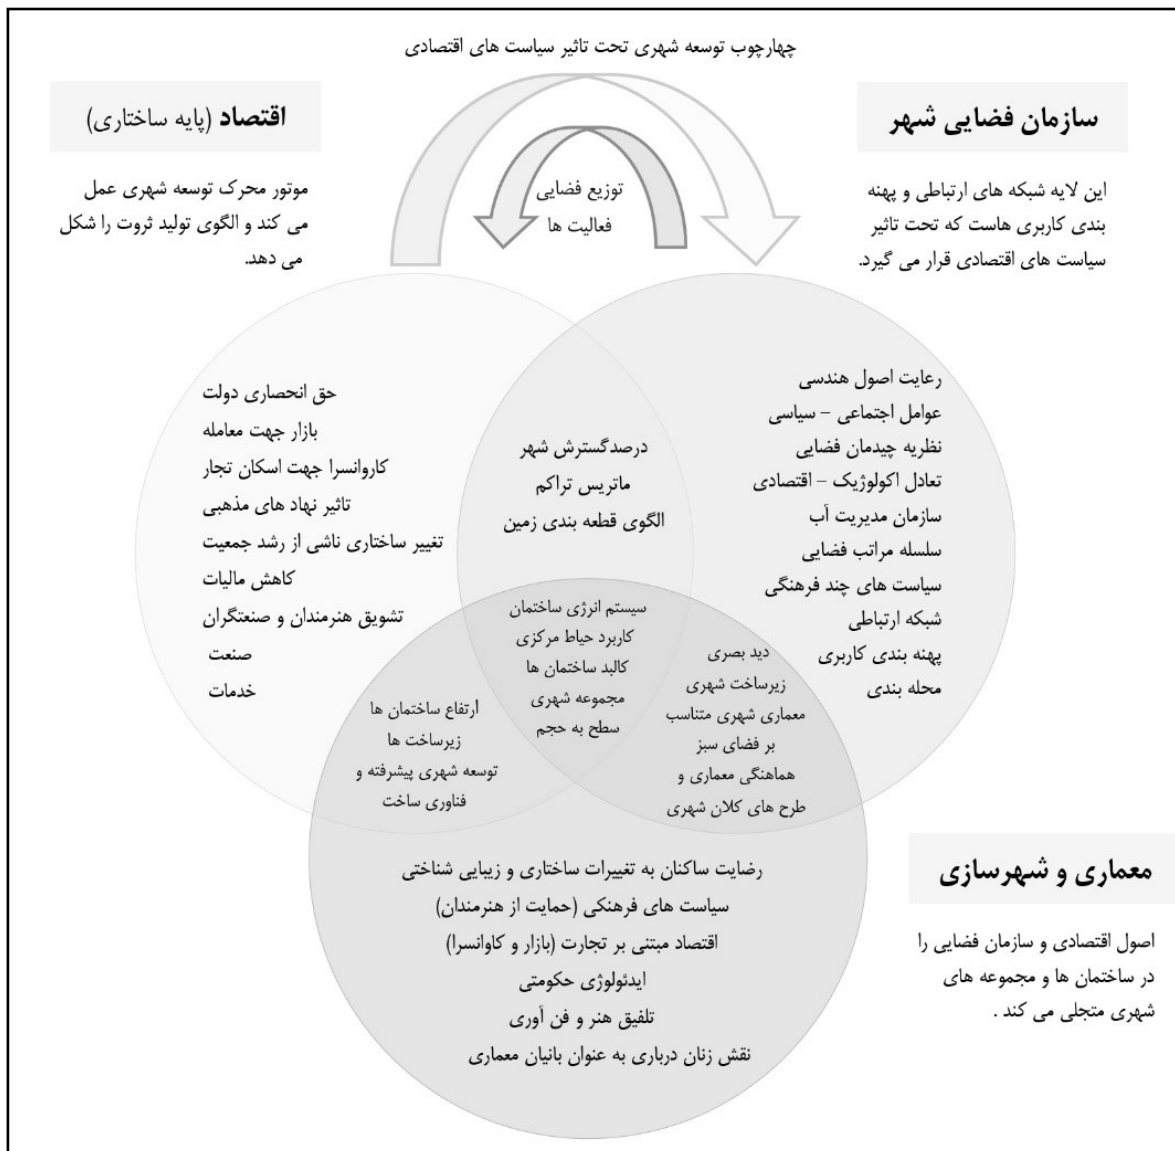 چهارچوب توسعه شهری تحت تاثیر سیاست های اقتصادی
سازمان فضایی شهر
این لایه شبکه های ارتباطی و پهنه
بندی کاربری هاست که تحت تاثیر
سیاست های اقتصادی قرار می گیرد.
توزیع فضایی
فعالیت ها
اقتصاد (پایه ساختاری)
موتور محرک توسعه شهری عمل
می کند و الگوی تولید ثروت را شکل
می دهد.
رعایت اصول هندسی
عوامل اجتماعی – سیاسی
نظریه چیدمان فضایی
تعادل اکولوژیک – اقتصادی
سازمان مدیریت آب
سلسله مراتب فضایی
سیاست های چند فرهنگی
شبکه ارتباطی
پهنه بندی کاربری
محله بندی
درصدگسترش شهر
ماتریس تراکم
الگوی قطعه بندی زمین
حق انحصاری دولت
بازار جهت معامله
کاروانسرا جهت اسکان تجار
تاثیر نهاد های مذهبی
تغییر ساختاری ناشی از رشد جمعیت
کاهش مالیات
تشویق هنرمندان و صنعتگران
صنعت
خدمات
سیستم انرژی ساختمان
کاربرد حیاط مرکزی
کالبد ساختمان ها
مجموعه شهری
سطح به حجم
دید بصری
زیرساخت شهری
معماری شهری متناسب
بر فضای سبز
هماهنگی معماری و
طرح های کلان شهری
ارتفاع ساختمان ها
زیرساخت ها
توسعه شهری پیشرفته و
فناوری ساخت
معماری و شهرسازی
اصول اقتصادی و سازمان فضایی را
در ساختمان ها و مجموعه های
شهری متجلی می کند .
رضایت ساکنان به تغییرات ساختاری و زیبایی شناختی
سیاست های فرهنگی (حمایت از هنرمندان)
اقتصاد مبتنی بر تجارت (بازار و کاوانسرا)
ایدئولوژی حکومتی
تلفیق هنر و فن آوری
نقش زنان درباری به عنوان بانیان معماری